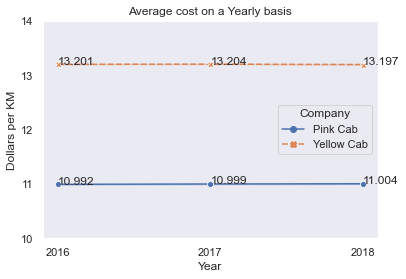 Average cost on a Yearly basis
14
13
12
11
10
Dollars per KM
13.201
13.204
13.197
Company
Pink Cab
Yellow Cab
10.992
10.999
11.004
2016
2017
2018
Year